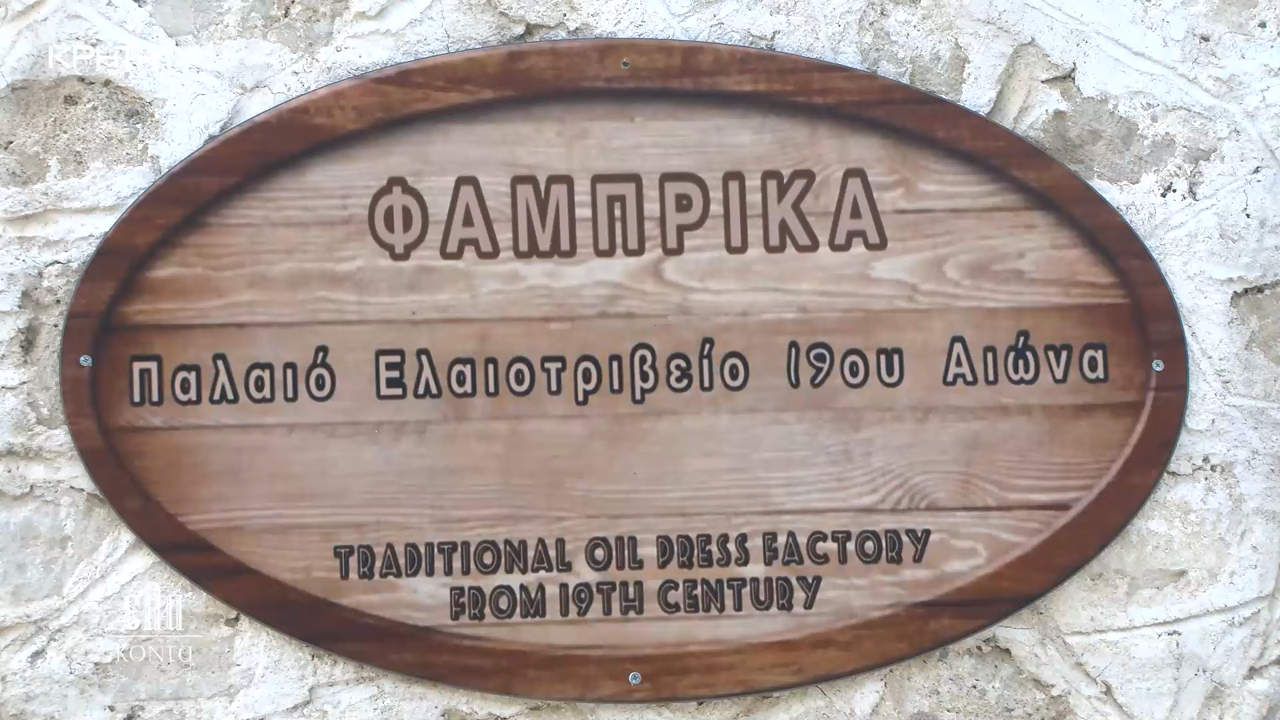 ΦΑΜΠΡΙΚΑ
Παλαιό Ελαιοτριβείο 19ου Αιώνα
TRADITIONAL OIL PRESS FACTORY
FROM 19TH CENTURY
ΚΟΝΤΑ